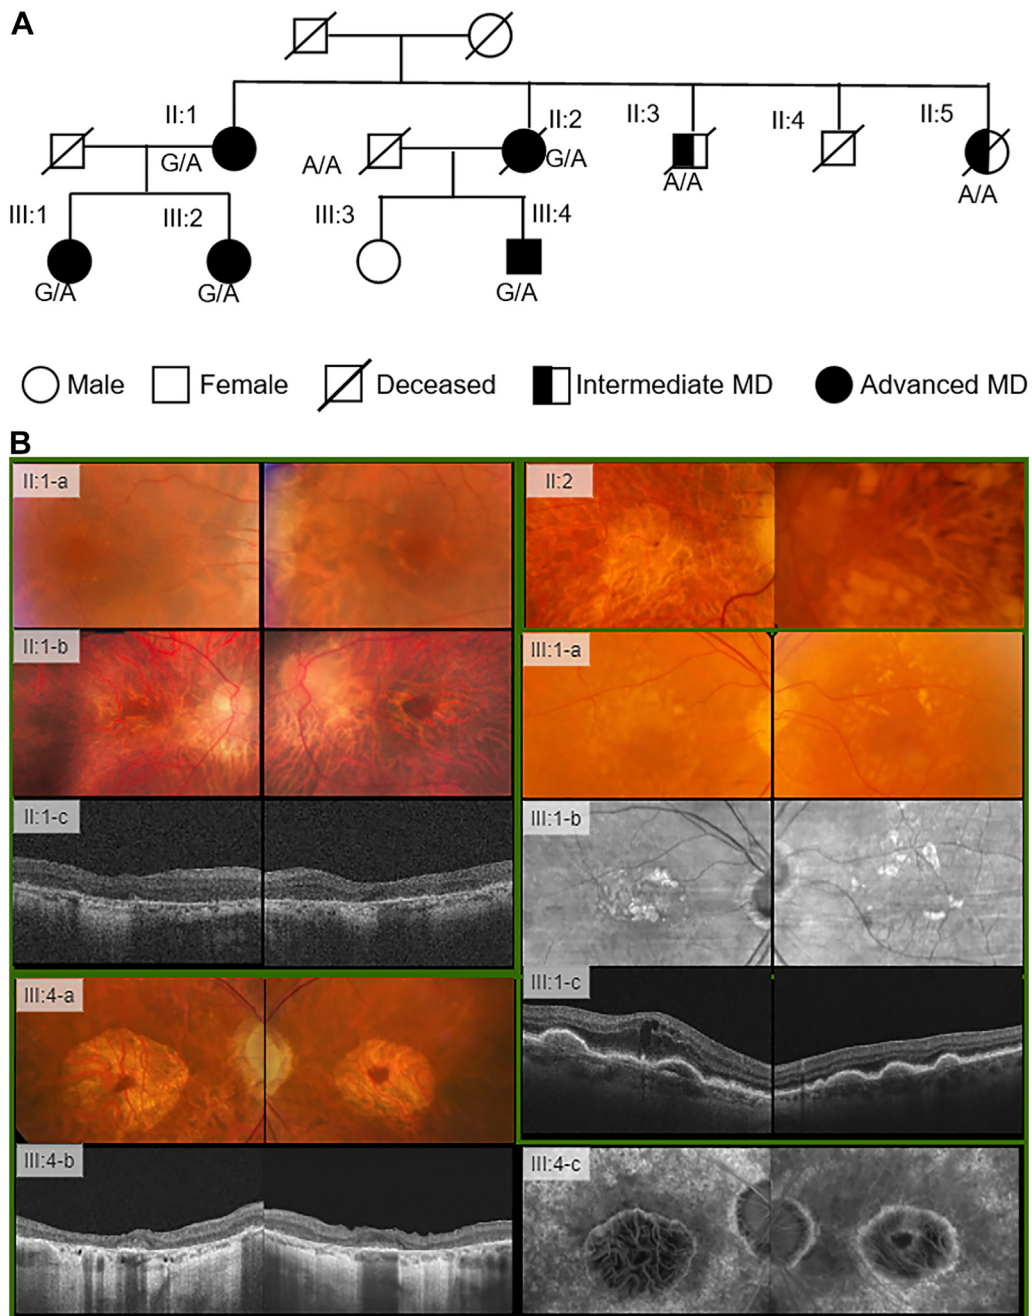 A
II:1
II:2
II:3
II:4
II:5
G/A
A/A
G/A
A/A
A/A
III:1
III:2
III:3
III:4
G/A
G/A
G/A
Male
Female
Deceased
Intermediate MD
Advanced MD
B
II:1-a
II:2
II:1-b
III:1-a
II:1-c
III:1-b
III:4-a
III:1-c
III:4-b
III:4-c